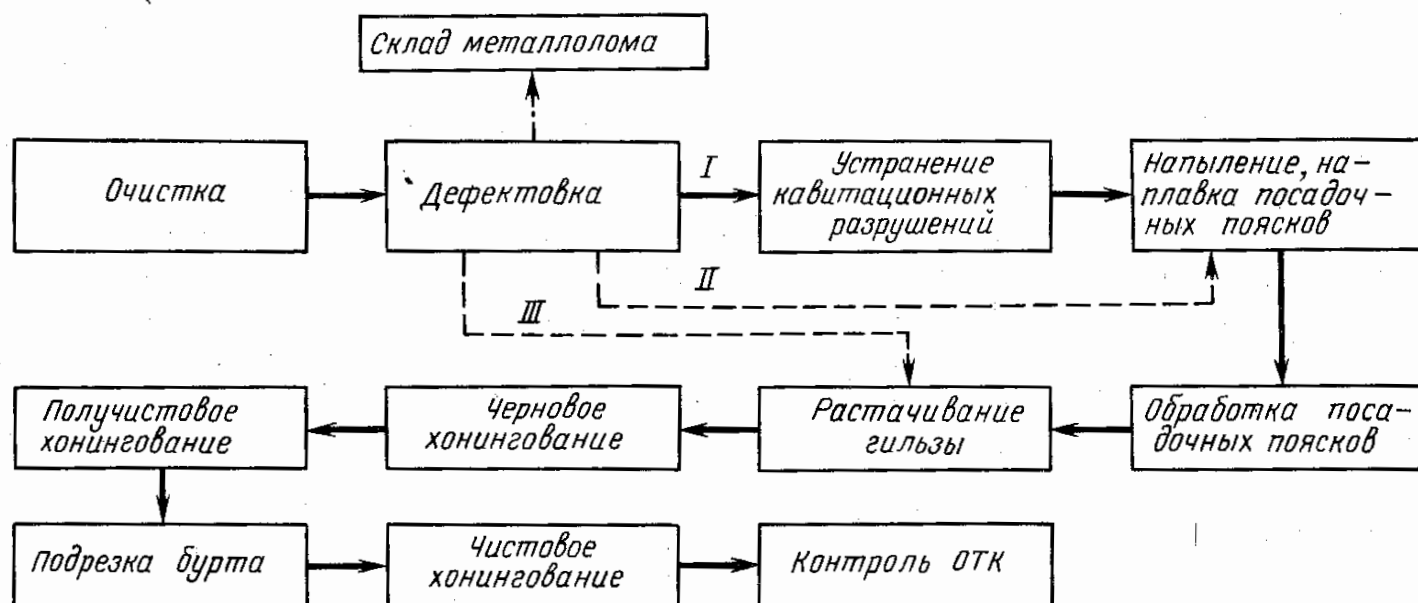 Склад металлолома
Очистка
Дефектовка
I
Устранение
кавитационных
разрушений
Напыление, на-
плавка посадоч-
ных поясков
II
III
Получистовое
хонингование
Черновое
хонингование
Растачивание
гильзы
Обработка поса-
дочных поясков
Подрезка бурта
Чистовое
хонингование
Контроль ОТК